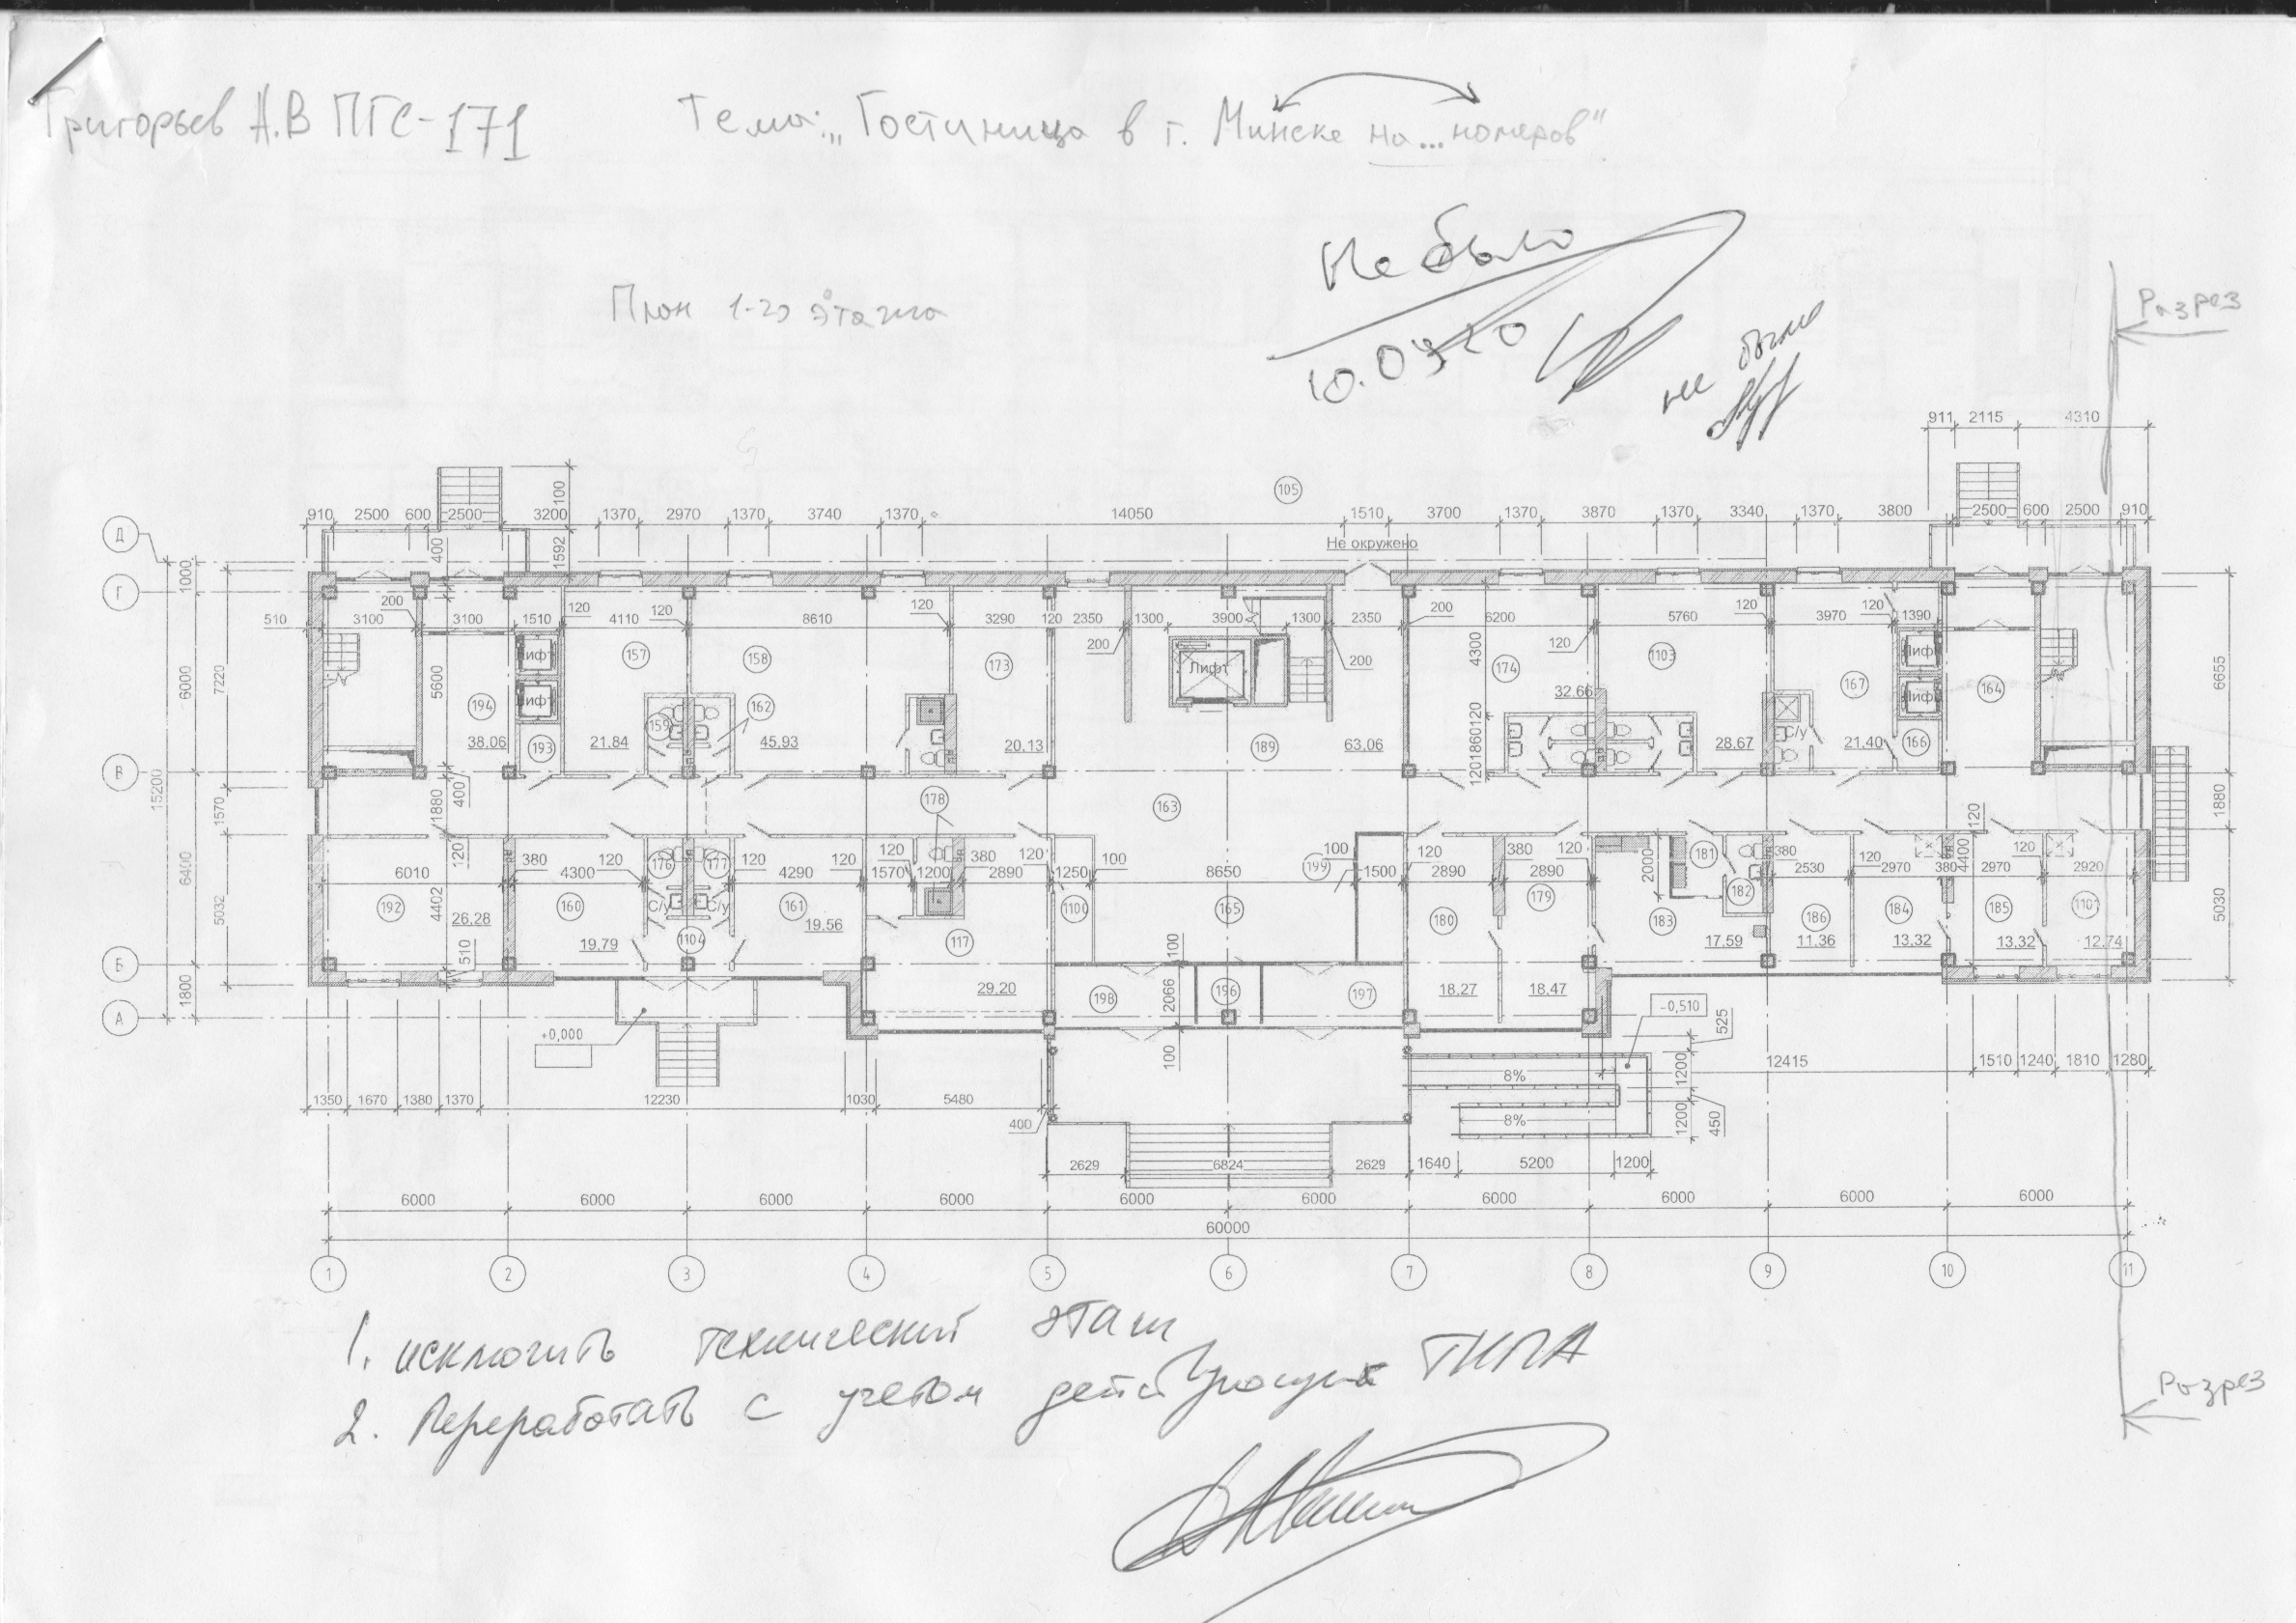 Григорьев А.В ПГС-171
Тема: „Гостиница в г. Минске на ... номеров"
Не было
10.04.20
не было
План 1-го этажа
Разрез
911 2115 4310
105
910 2500 600 2500 3200 1370 2970 1370 3740 1370 14050 1510 3700 1370 3870 1370 3340 1370 3800 2500 600 2500 910
2100
1592
400
Не окружено
Д
Г
В
Б
А
1000
6000
6400
1800
15200
7220
1570
5032
510 3100 200 3100 1510 120 4110 120 8610 120 3290 120 2350 1300 3900 1300 2350 200 6200 5760 120 3970 120 1390
200
200
120
4300
5600
Лифт
Лифт
Лифт
Лифт
Лифт
157 158 173 174 1103 167 164
194 193 159 162 189 166
38.06 21.84 45.93 20.13 63.06 32.66 28.67 21.40
С/у
1201860120
6655
1880
5030
1880
400
178
163
120
120
6010 380 120 4300 176 177 120 4290 120 120 1570 1200 380 2890 120 1250 100 8650 199 100 1500 120 2890 380 2890 120 2000 181 380 2530 120 2970 380 4400 2970 120 2920
192 160 С/у С/у 161 1100 165 180 179 182 183 186 184 185 1101
4402
26.28 19.79 1104 19.56 117 17.59 11.36 13.32 13.32 12.74
510
29.20 18.27 18.47
100
198 196 197
2066
100
+0,000
-0,510
525
1350 1670 1380 1370 12230 1030 5480 400
8%
8%
1200
1200
450
12415 1510 1240 1810 1280
2629 6824 2629 1640 5200 1200
6000 6000 6000 6000 6000 6000 6000 6000 6000 6000
60000
1 2 3 4 5 6 7 8 9 10 11
1. исключить технический этаж
2. Переработать с учетом действующих ТНПА
Разрез